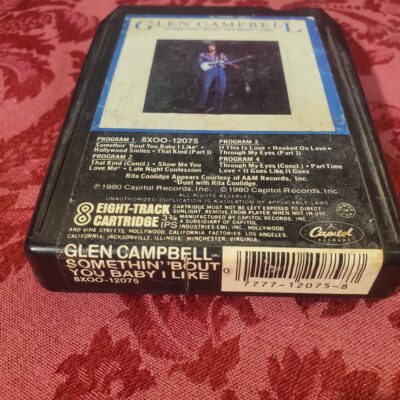 GLEN CAMPBELL
SOMETHIN' 'BOUT YOU BABY I LIKE
PROGRAM 1 8XOO-12075
Somethin' 'Bout You Baby I Like*
Hollywood Smiles • That Kind (Part I)
PROGRAM 2
That Kind (Concl.) • Show Me You
Love Me* • Late Night Confession
PROGRAM 3
If This Is Love • Hooked On Love
Through My Eyes (Part I)
PROGRAM 4
Through My Eyes (Concl.) • Part Time
Love • It Goes Like It Goes
Rita Coolidge Appears Courtesy of A&M Records, Inc.
*Duet with Rita Coolidge.
℗1980 Capitol Records, Inc. ©1980 Capitol Records, Inc.
All Rights Reserved
UNAUTHORIZED DUPLICATION IS A VIOLATION OF APPLICABLE LAWS
8 EIGHT-TRACK CARTRIDGE 3¾ IPS
CARTRIDGE MUST NOT BE LEFT EXPOSED TO DIRECT
SUNLIGHT. REMOVE FROM PLAYER WHEN NOT IN USE.
MANUFACTURED BY CAPITOL RECORDS, INC.
A SUBSIDIARY OF CAPITOL INDUSTRIES-EMI, INC. HOLLYWOOD
AND VINE STREETS, HOLLYWOOD, CALIFORNIA. FACTORIES: LOS ANGELES,
CALIFORNIA; JACKSONVILLE, ILLINOIS; WINCHESTER, VIRGINIA.
Capitol
RECORDS
GLEN CAMPBELL—
SOMETHIN' 'BOUT
YOU BABY I LIKE
8XOO-12075
0 7777-12075-8